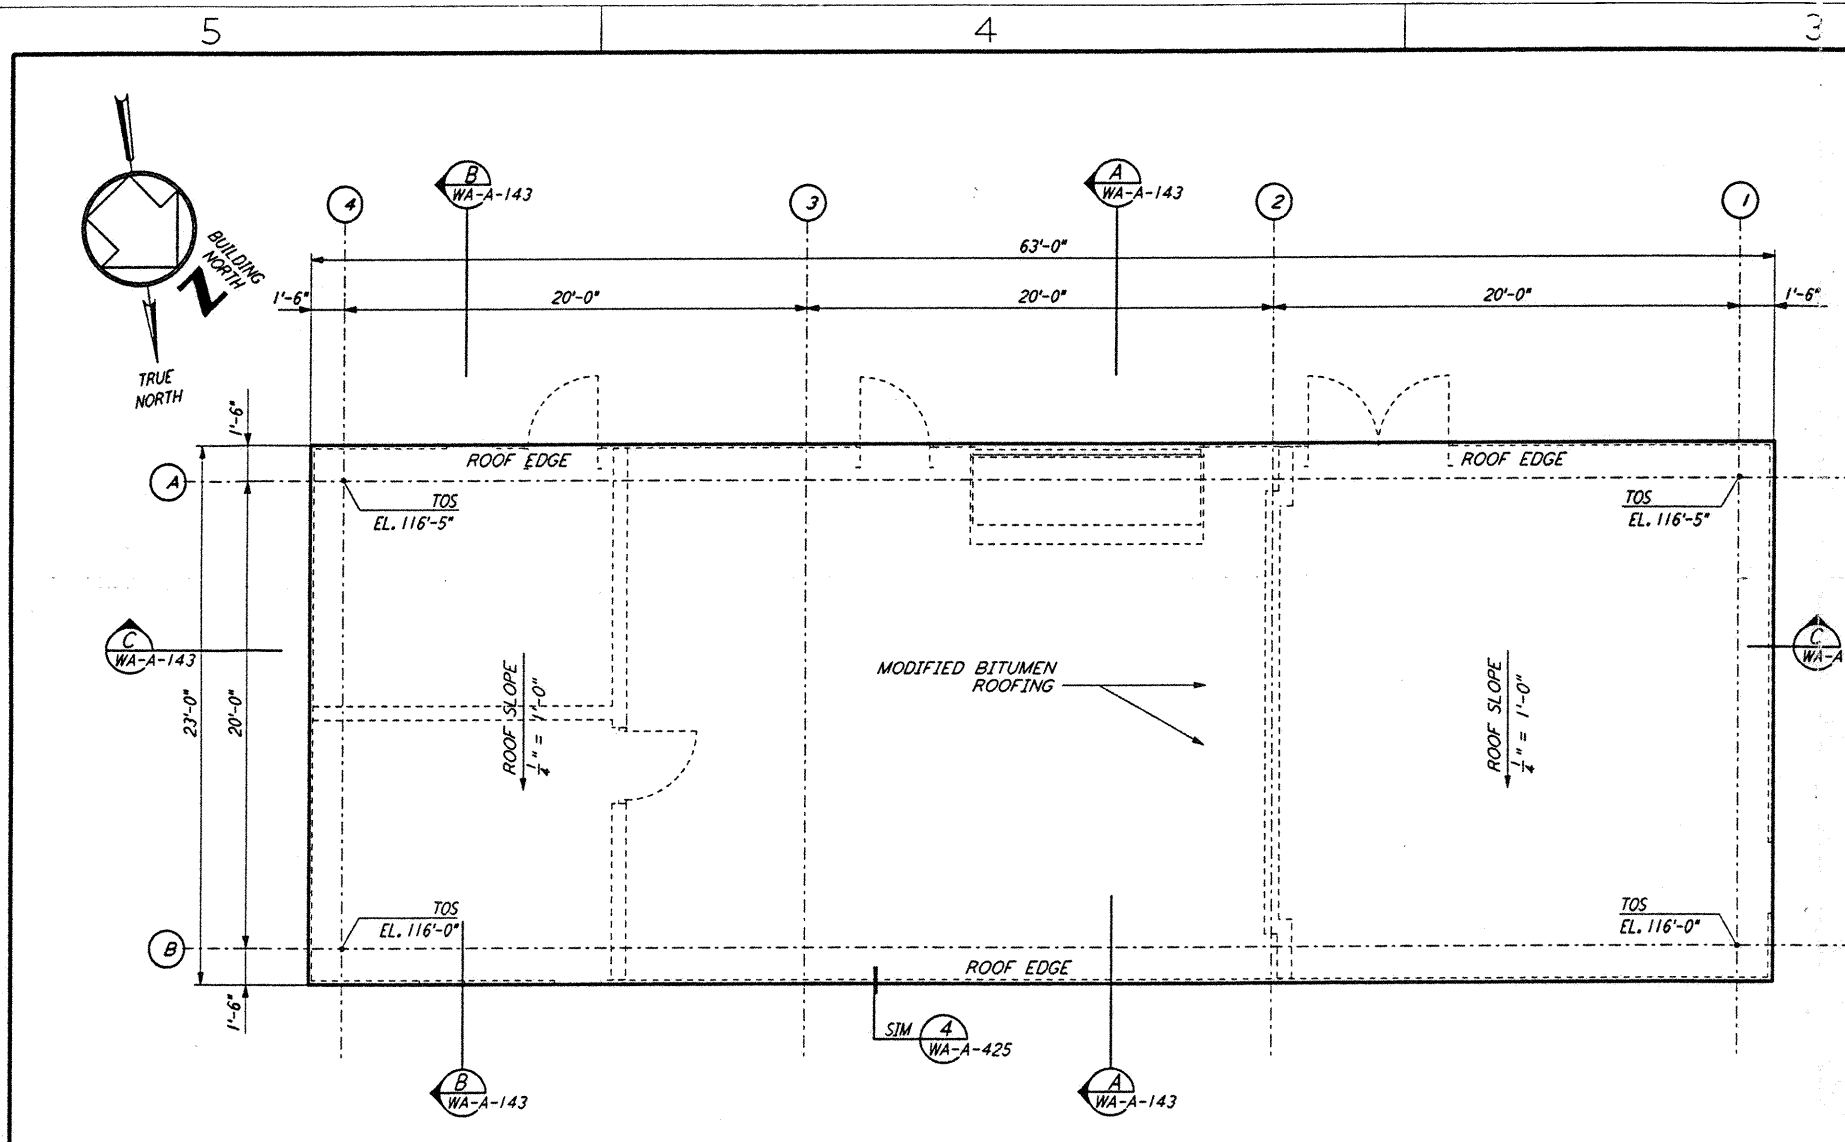 5
4
3
B
WA-A-143
A
WA-A-143
4
3
2
1
BUILDING
NORTH
TRUE
NORTH
63'-0"
1'-6"
20'-0"
20'-0"
20'-0"
1'-6"
1'-6"
ROOF EDGE
ROOF EDGE
A
TOS
EL. 116'-5"
TOS
EL. 116'-5"
C
WA-A-143
C
WA-A
23'-0"
20'-0"
ROOF SLOPE
1/4" = 1'-0"
MODIFIED BITUMEN
ROOFING
ROOF SLOPE
1/4" = 1'-0"
TOS
EL. 116'-0"
TOS
EL. 116'-0"
B
ROOF EDGE
1'-6"
SIM
4
WA-A-425
B
WA-A-143
A
WA-A-143